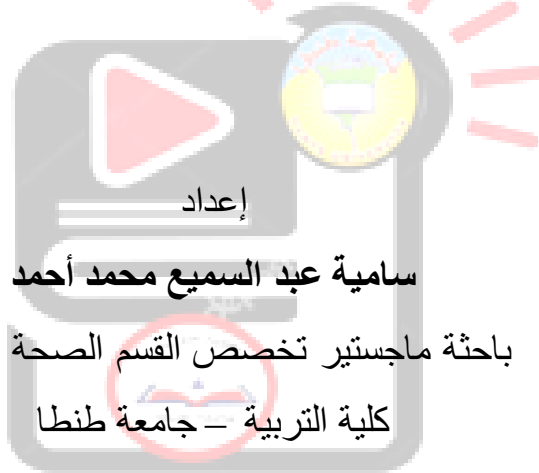 إعداد
سامية عبد السميع محمد أحمد
باحثة ماجستير تخصص القسم الصحة
كلية التربية – جامعة طنطا